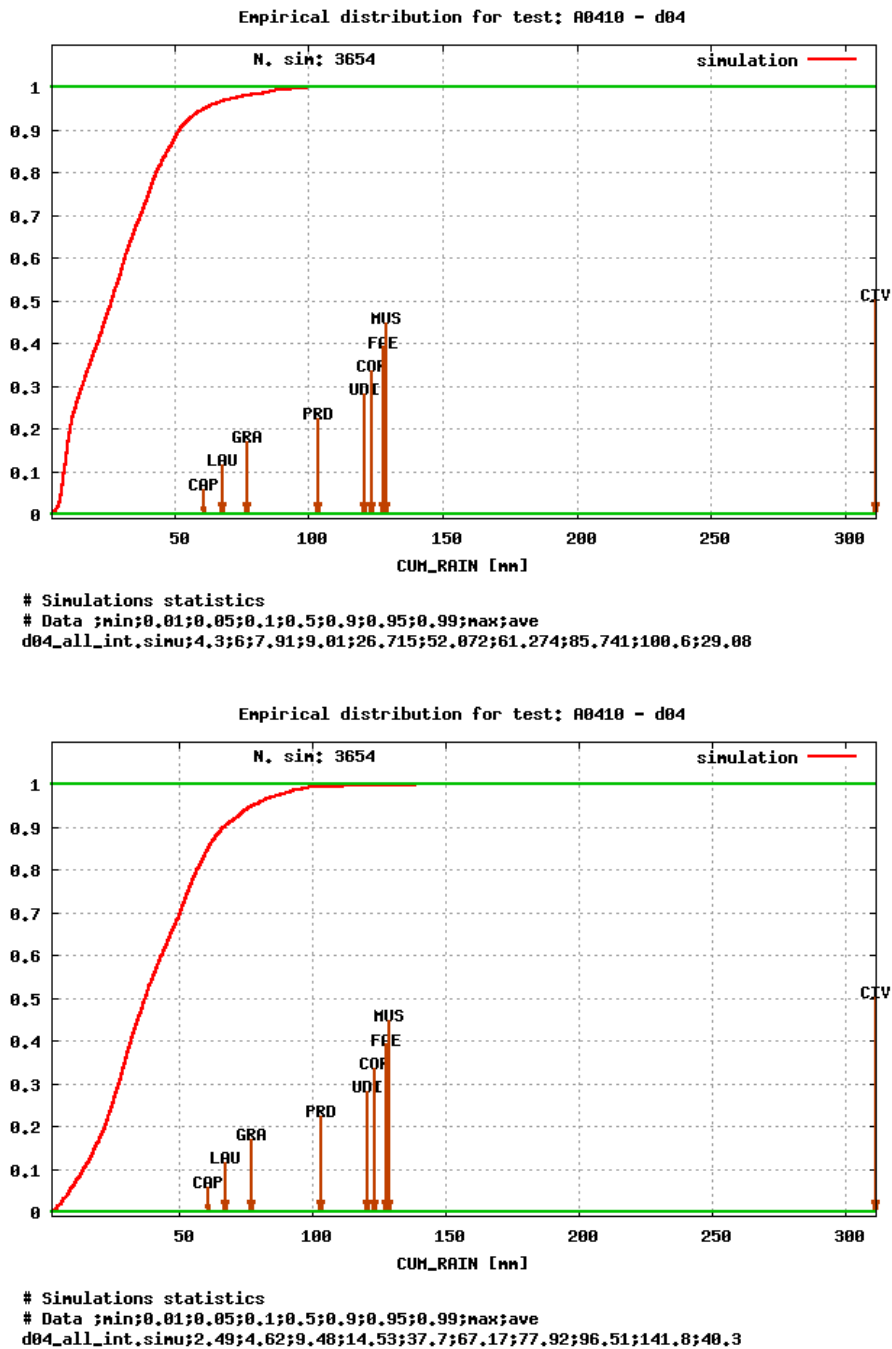 Empirical distribution for test: A0410 - d04
N. sim: 3654
simulation
1
0.9
0.8
0.7
0.6
0.5
0.4
0.3
0.2
0.1
0
CIV
MUS
FAE
UDI
PRD
GRA
LAU
CAP
50
100
150
200
250
300
CUM_RAIN [mm]
# Simulations statistics
# Data ;min;0.01;0.05;0.1;0.5;0.9;0.95;0.99;max;ave
d04_all_int.simu;4.3;6;7.91;9.01;26.715;52.072;61.274;85.741;100.6;29.08
Empirical distribution for test: A0410 - d04
N. sim: 3654
simulation
1
0.9
0.8
0.7
0.6
0.5
0.4
0.3
0.2
0.1
0
CIV
MUS
FAE
UDI
PRD
GRA
LAU
CAP
50
100
150
200
250
300
CUM_RAIN [mm]
# Simulations statistics
# Data ;min;0.01;0.05;0.1;0.5;0.9;0.95;0.99;max;ave
d04_all_int.simu;2.49;4.62;9.48;14.53;37.7;67.17;77.92;96.51;141.8;40.3